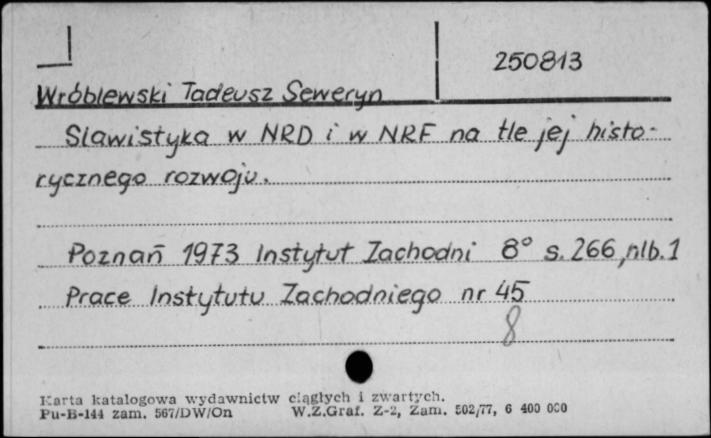 250813
Wróblewski Tadeusz Seweryn
Slawistyka w NRD i w NRF na tle jej histo-
rycznego rozwoju.
Poznań 1973 Instytut Zachodni 8° s. 266, nlb. 1
Prace Instytutu Zachodniego nr 45
8
Karta katalogowa wydawnictw ciągłych i zwartych.
Pu-B-144 zam. 567/DW/On W.Z.Graf. Z-2, Zam. 502/77, 6 400 000